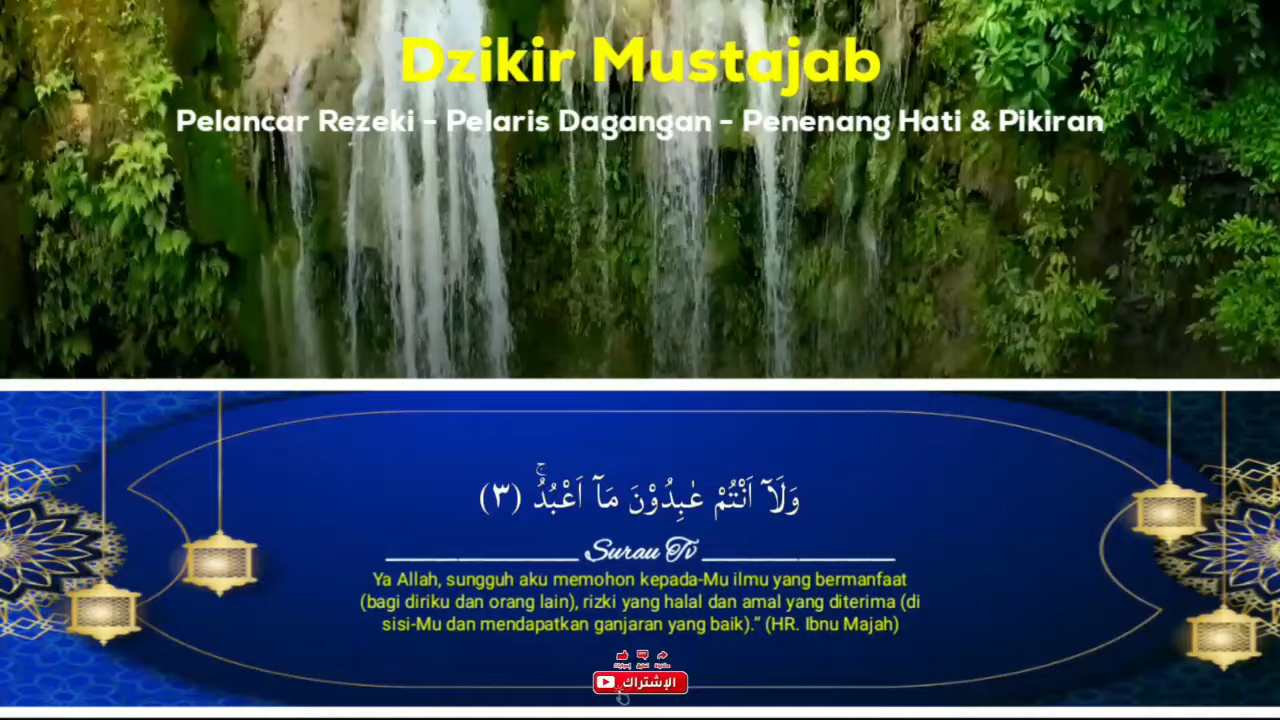 Dzikir Mustajab
Pelancar Rezeki - Pelaris Dagangan - Penenang Hati & Pikiran
وَلَآ اَنْتُمْ عٰبِدُوْنَ مَآ اَعْبُدُۚ (٣)
Surau Tv
Ya Allah, sungguh aku memohon kepada-Mu ilmu yang bermanfaat
(bagi diriku dan orang lain), rizki yang halal dan amal yang diterima (di
sisi-Mu dan mendapatkan ganjaran yang baik).” (HR. Ibnu Majah)
الإشتراك